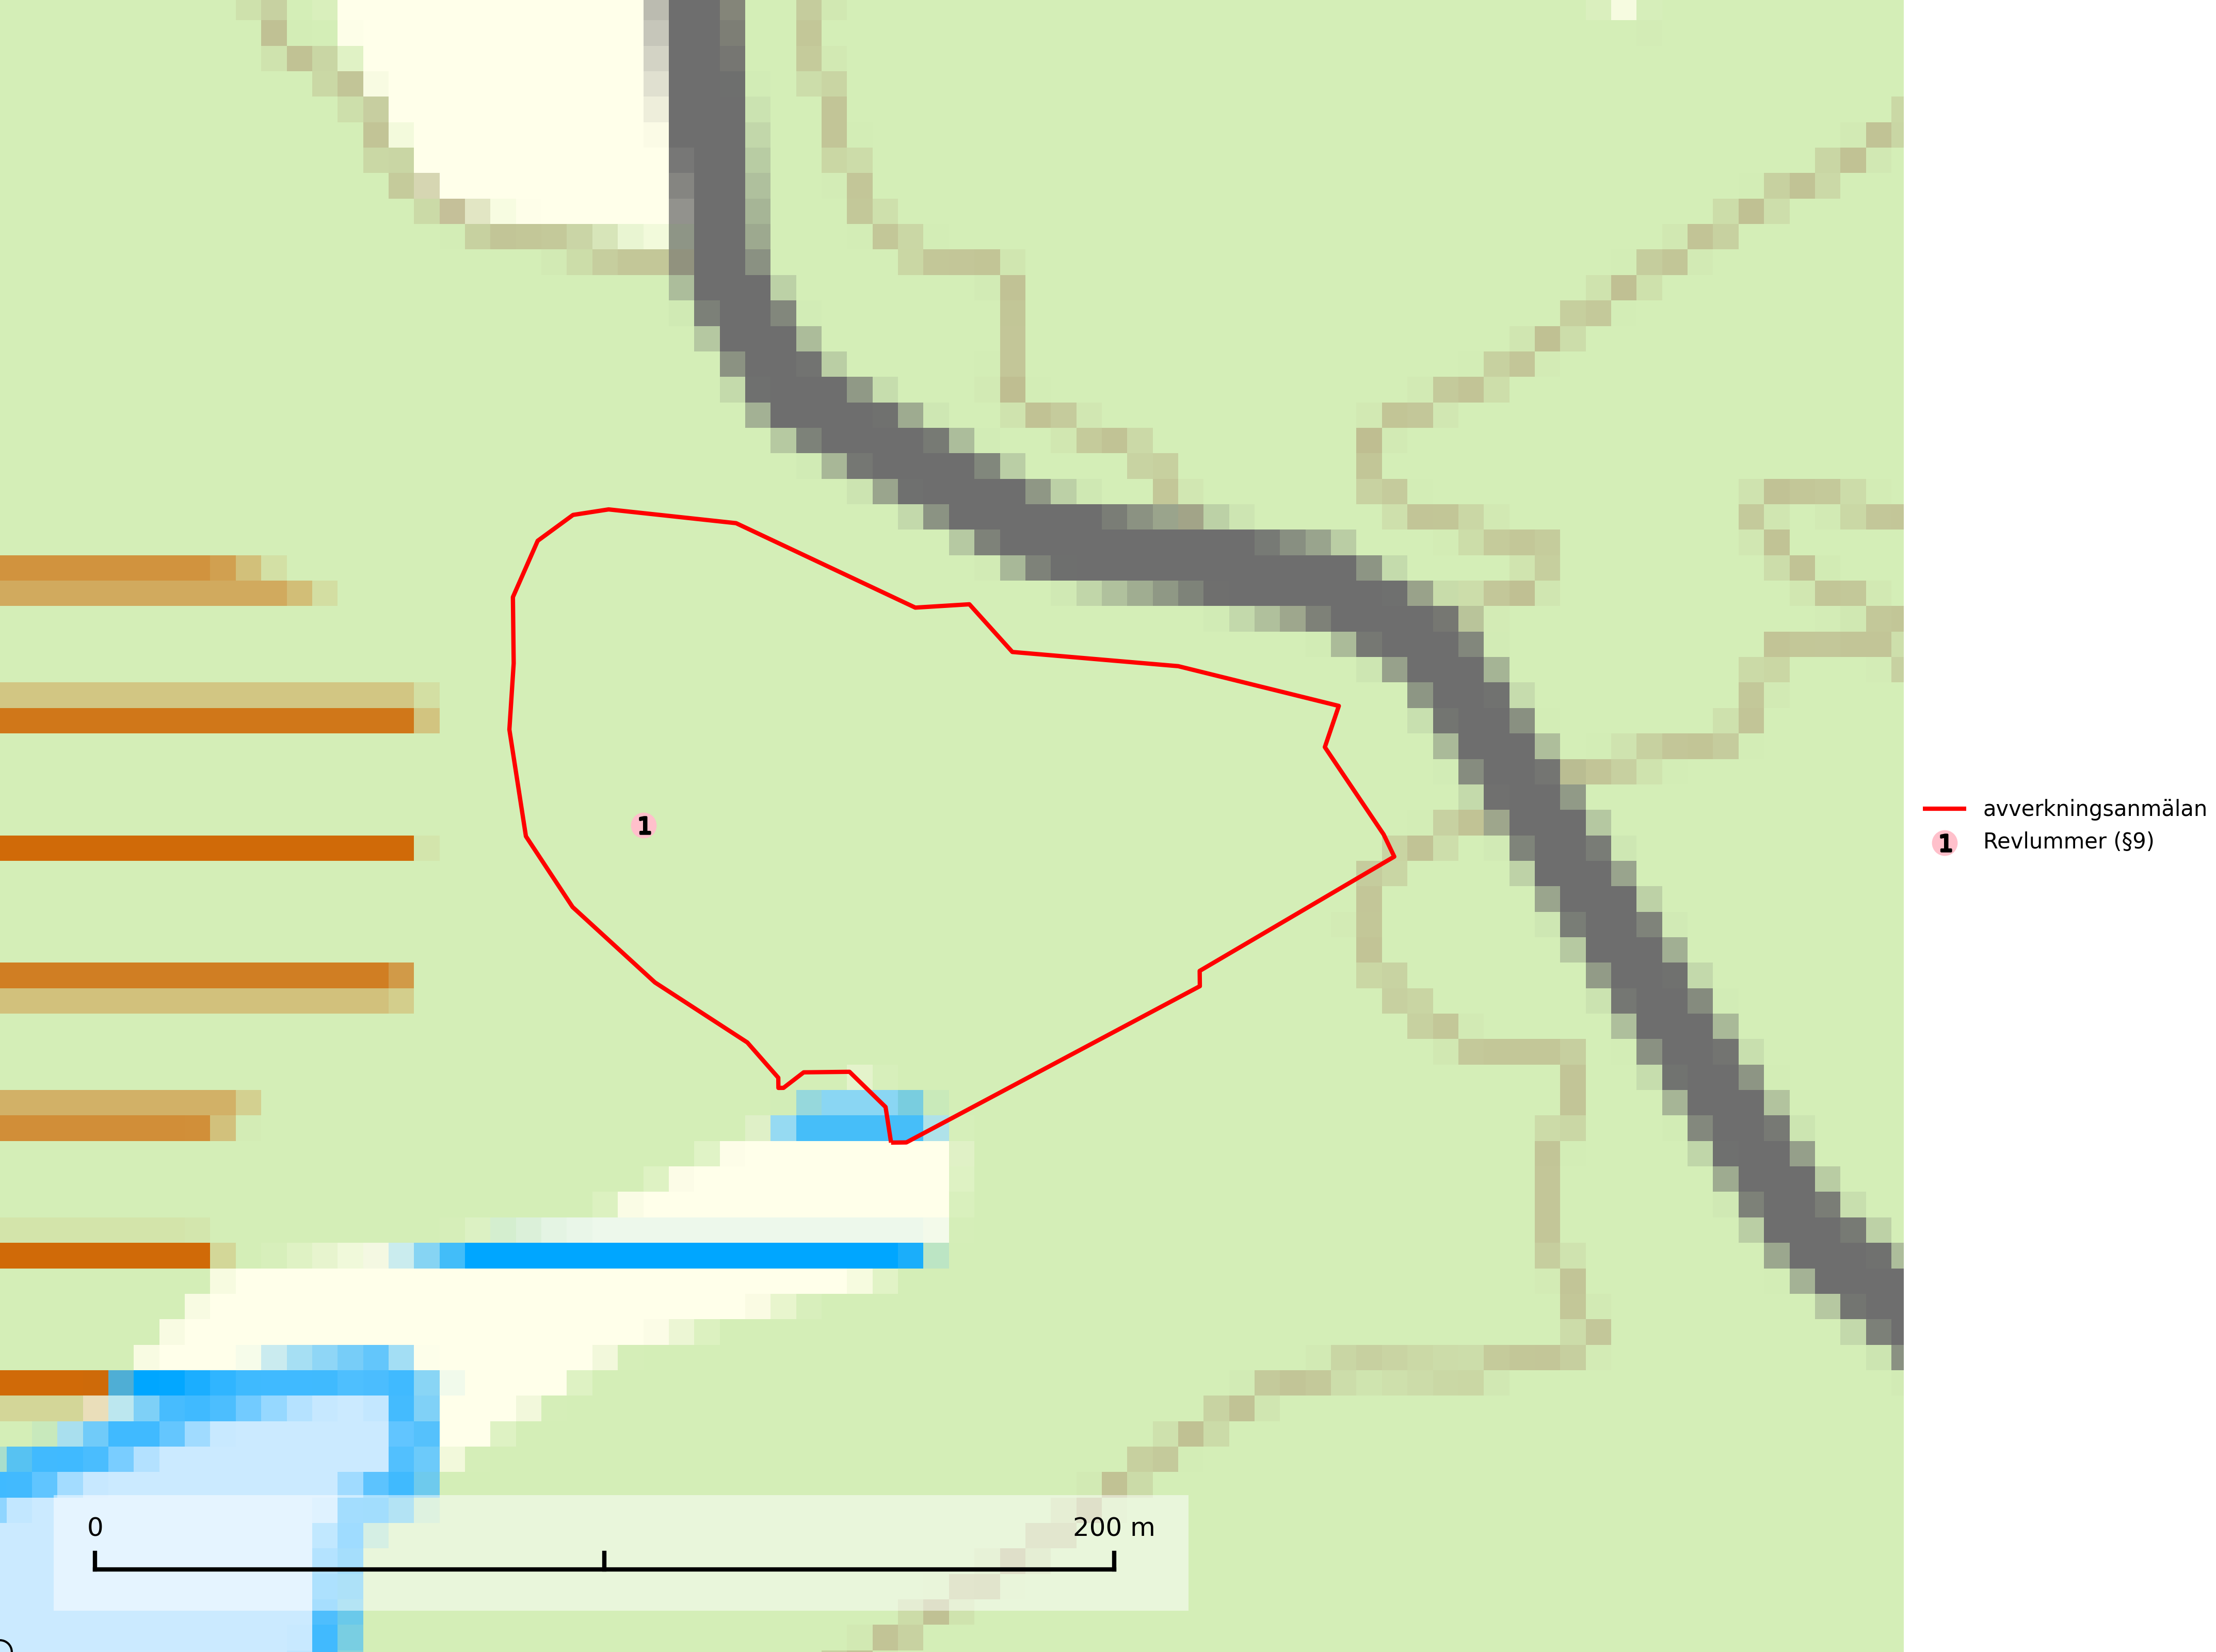 1
avverkningsanmälan
1 Revlummer (§9)
0 200 m